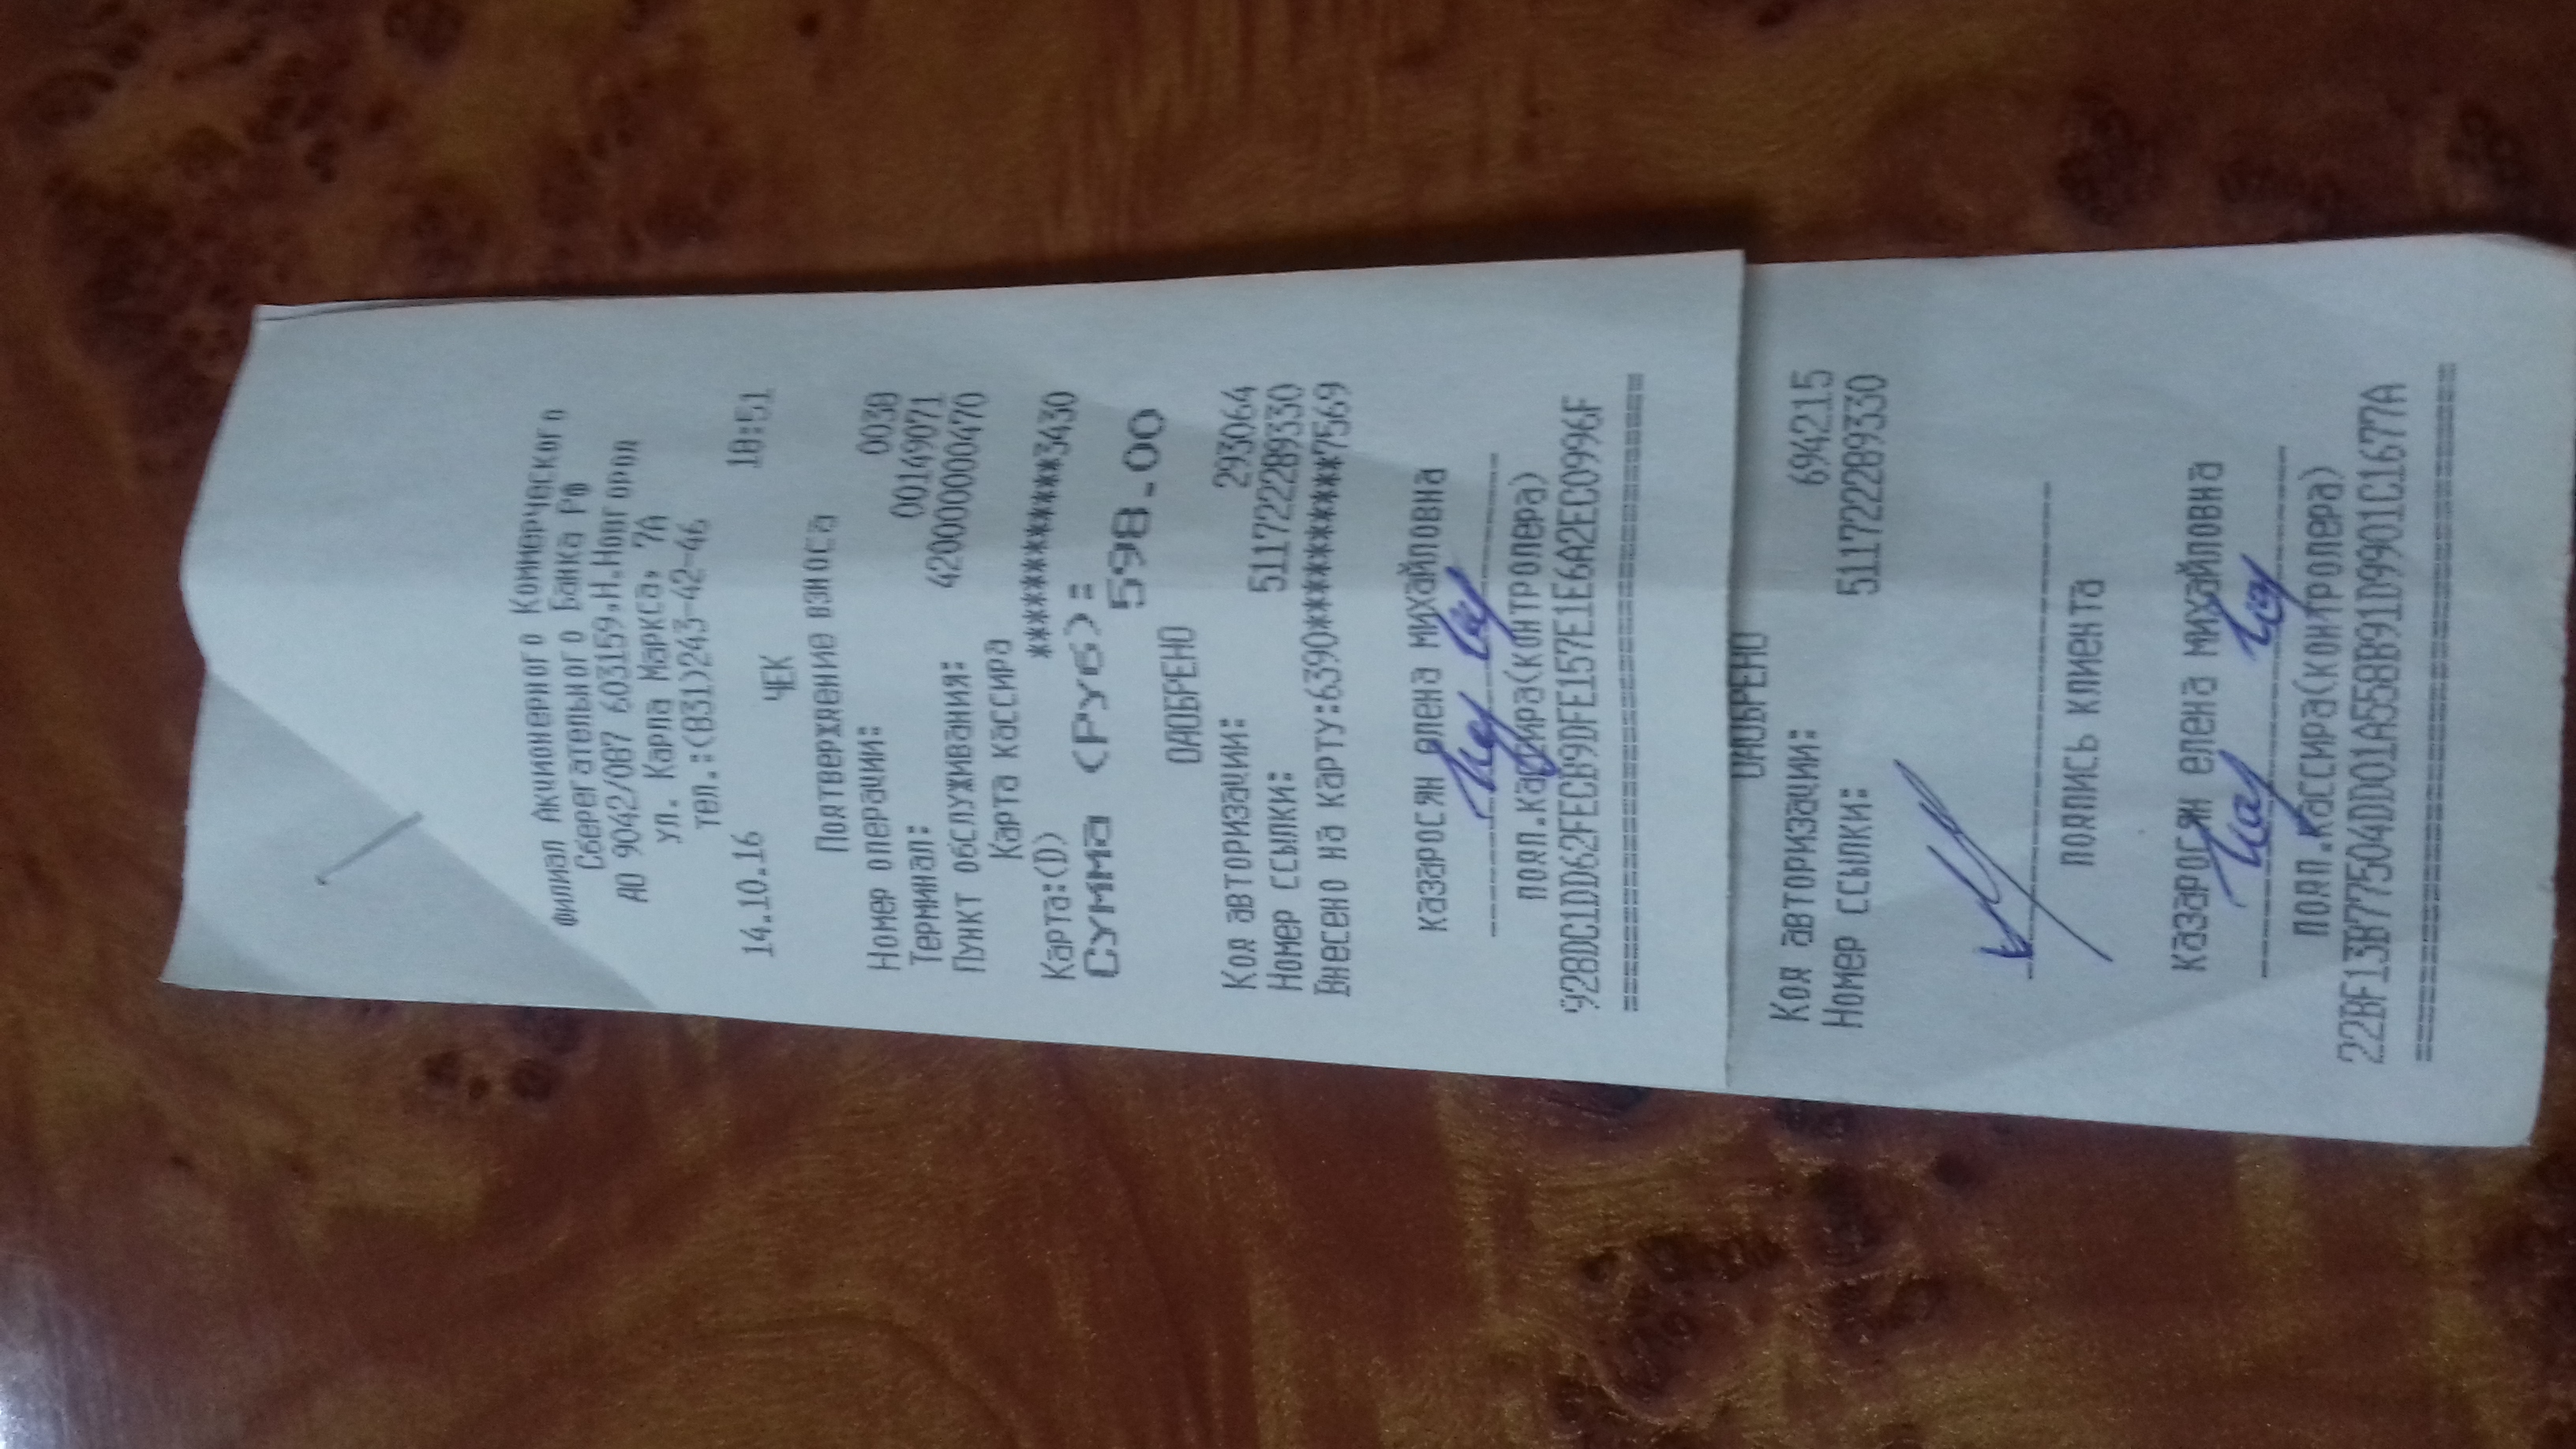 Филиал Акционерного Коммерческого
Сберегательного Банка РФ
ДО 9042/087 603159,Н.Новгород
ул. Карла Маркса, 7А
тел.:(831)243-42-46
14.10.16 18:51
ЧЕК
Подтверждение взноса
Номер операции: 0038
Терминал: 00149071
Пункт обслуживания: 420000000470
Карта кассира
Карта:(D) ************3430
Сумма (Руб): 598.00
ОДОБРЕНО
Код авторизации: 293064
Номер ссылки: 511722289330
Внесен на карту:6390**********7569
казаросян елена михайловна
подп.кассира(контролера)
928DC1DD62FECB9DFE157E1E6A2EC0996F
==================================
ОДОБРЕНО
Код авторизации: 694215
Номер ссылки: 511722289330
подпись клиента
казаросян елена михайловна
подп.кассира(контролера)
22BF13B77504DD01A55BB91D9901C1677A
==================================